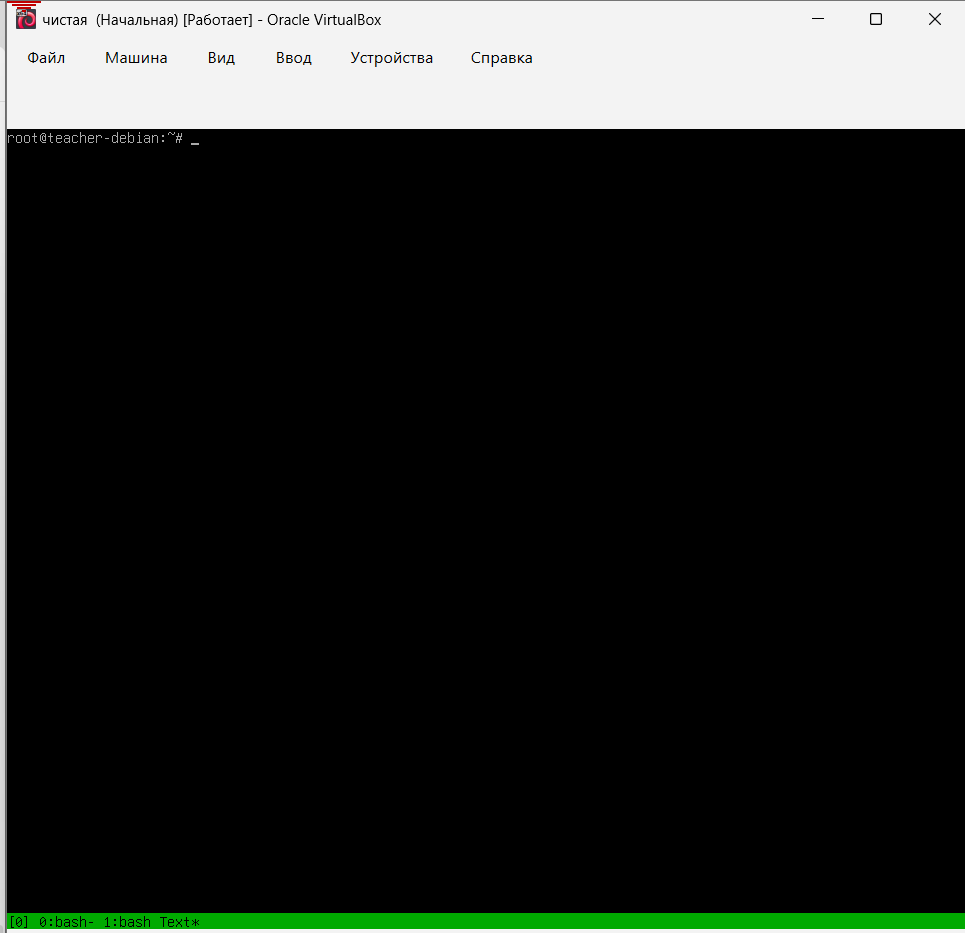 чистая (Начальная) [Работает] - Oracle VirtualBox
Файл Машина Вид Ввод Устройства Справка
root@teacher-debian:~# _
[0] 0:bash- 1:bash Text*